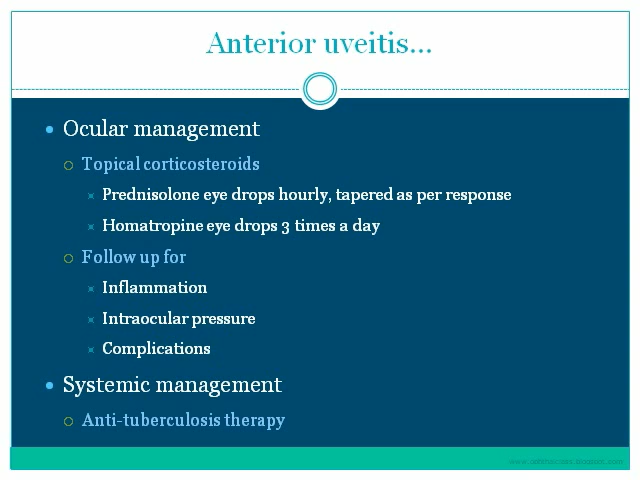 Anterior uveitis…
Ocular management
Topical corticosteroids
Prednisolone eye drops hourly, tapered as per response
Homatropine eye drops 3 times a day
Follow up for
Inflammation
Intraocular pressure
Complications
Systemic management
Anti-tuberculosis therapy